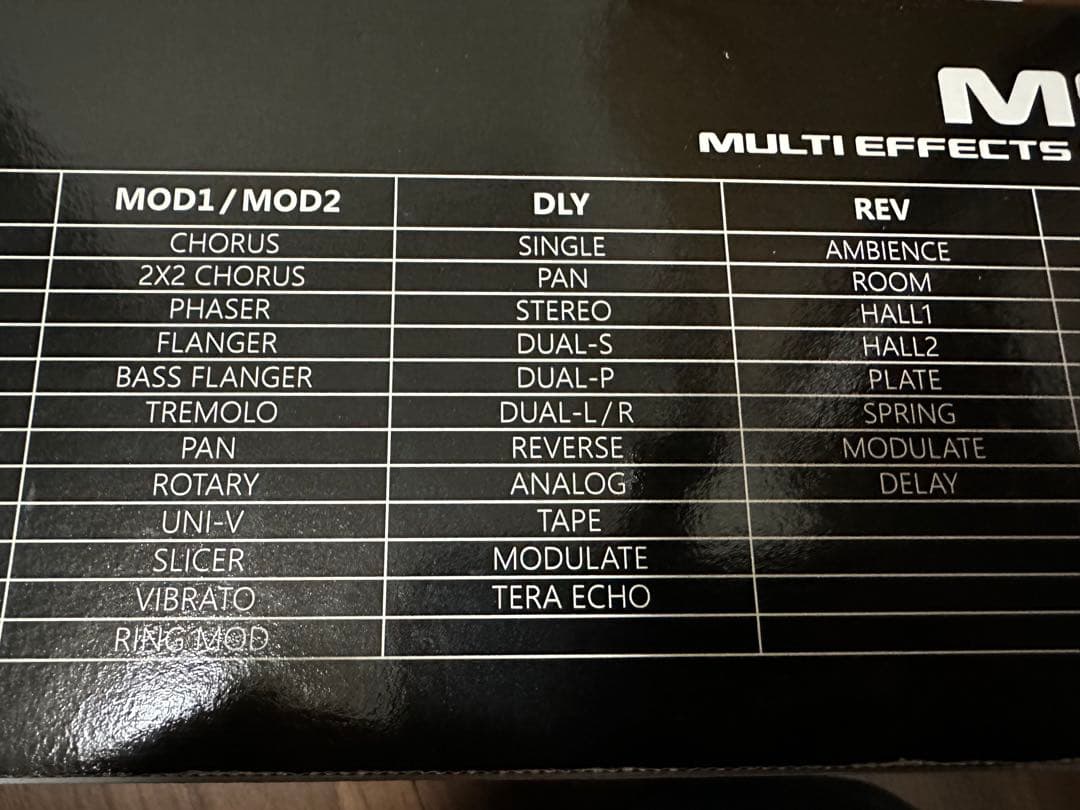 M
MULTI EFFECTS
MOD1/MOD2 DLY REV
CHORUS SINGLE AMBIENCE
2X2 CHORUS PAN ROOM
PHASER STEREO HALL1
FLANGER DUAL-S HALL2
BASS FLANGER DUAL-P PLATE
TREMOLO DUAL-L/R SPRING
PAN REVERSE MODULATE
ROTARY ANALOG DELAY
UNI-V TAPE
SLICER MODULATE
VIBRATO TERA ECHO
RING MOD